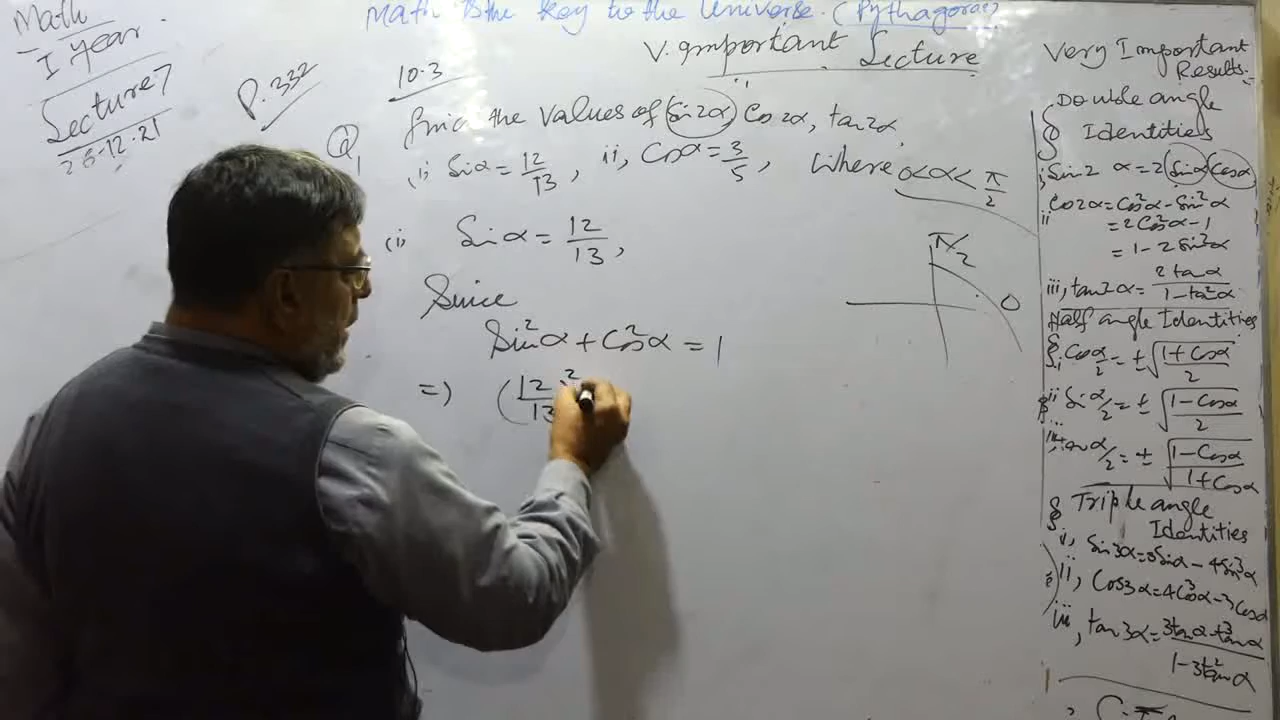 Math is the key to the Universe. (Pythagoras)
Math
I year
Lecture 7
25-12-21
P. 332
10.3
V. Important Lecture
Q1 Find the values of Sin2α, Cos2α, tan2α,
(i) Sinα = 12/13, ii, Cosα = 3/5, Where 0<α<π/2
(i) Sinα = 12/13,
Since
Sin²α + Cos²α = 1
=) (12/13)²
π/2
0
Very Important
Results:
Double angle
§ Identities
i, Sin2α = 2 Sinα Cosα
ii Cos2α = Cos²α - Sin²α
= 2Cos²α - 1
= 1 - 2Sin²α
iii, tan2α = 2tanα/1-tan²α
Half angle Identities
§ i, Cosα/2 = ±√1+Cosα/2
ii Sinα/2 = ±√1-Cosα/2
iii, tanα/2 = ±√1-Cosα/1+Cosα
§ Triple angle
Identities
i, Sin3α = 3Sinα - 4Sin³α
ii, Cos3α = 4Cos³α - 3Cosα
iii, tan3α = 3tanα + tan³α/1-3tan²α